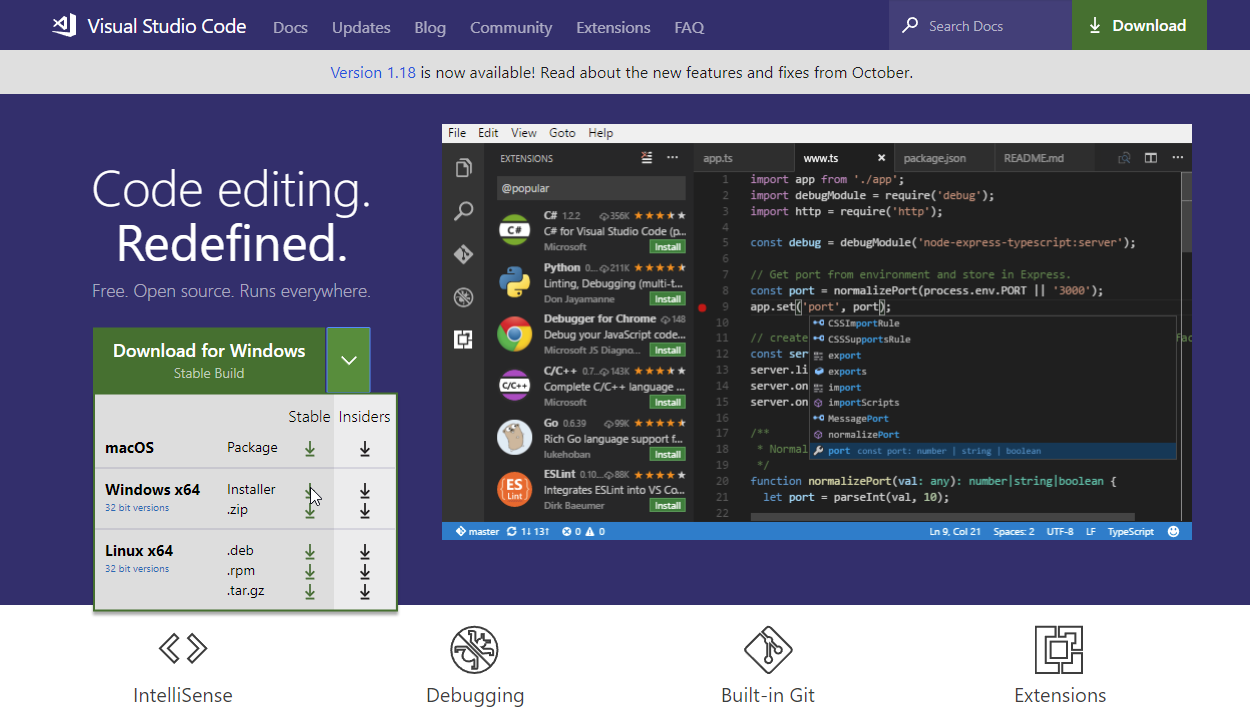 Visual Studio Code Docs Updates Blog Community Extensions FAQ Search Docs Download
Version 1.18 is now available! Read about the new features and fixes from October.
Code editing.
Redefined.
Free. Open source. Runs everywhere.
Download for Windows
Stable Build
Stable Insiders
macOS Package
Windows x64 Installer
32 bit versions .zip
Linux x64 .deb
32 bit versions .rpm
.tar.gz
File Edit View Goto Help
EXTENSIONS
@popular
C# 1.2.2 356K
C# for Visual Studio Code (p...
Microsoft Install
Python 0... 211K
Linting, Debugging (multi-t...
Don Jayamanne Install
Debugger for Chrome 148
Debug your JavaScript code...
Microsoft JS Diagno... Install
C/C++ 0.7... 143K
C/C++ Complete C/C++ language ...
Microsoft Install
Go 0.6.39 99K
Rich Go language support f...
lukehoban Install
ESLint 0.10... 88K
ES Lint Integrates ESLint into VS Co...
Dirk Baeumer Install
app.ts www.ts package.json README.md
1 import app from './app';
2 import debugModule = require('debug');
3 import http = require('http');
4
5 const debug = debugModule('node-express-typescript:server');
6
7 // Get port from environment and store in Express.
8 const port = normalizePort(process.env.PORT || '3000');
9 app.set('port', port);
10 CSSImportRule
11 // create CSSSupportsRule
12 const ser export
13 server.li exports
14 server.on import
15 server.on importScripts
16 MessagePort
17 /** normalizePort
18 * Normal port const port: number | string | boolean
19 */
20 function normalizePort(val: any): number|string|boolean {
21 let port = parseInt(val, 10);
22
master 1↓ 13↑ 0 0 Ln 9, Col 21 Spaces: 2 UTF-8 LF TypeScript
IntelliSense Debugging Built-in Git Extensions